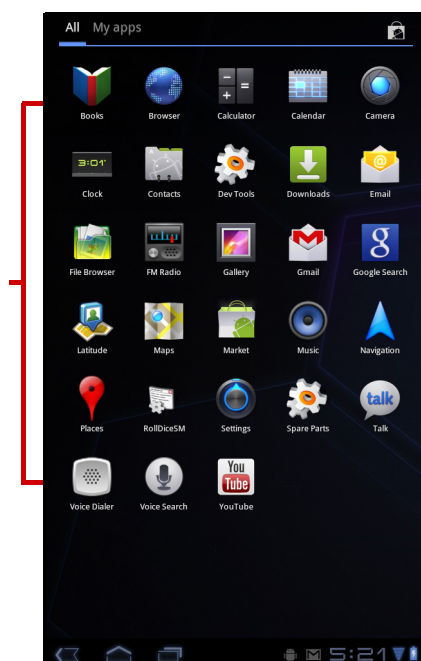 All My apps
Books Browser Calculator Calendar Camera
3:01
Clock Contacts Dev Tools Downloads Email
File Browser FM Radio Gallery Gmail Google Search
g
Latitude Maps Market Music Navigation
talk
Places RollDiceSM Settings Spare Parts Talk
You
Tube
Voice Dialer Voice Search YouTube
5:21